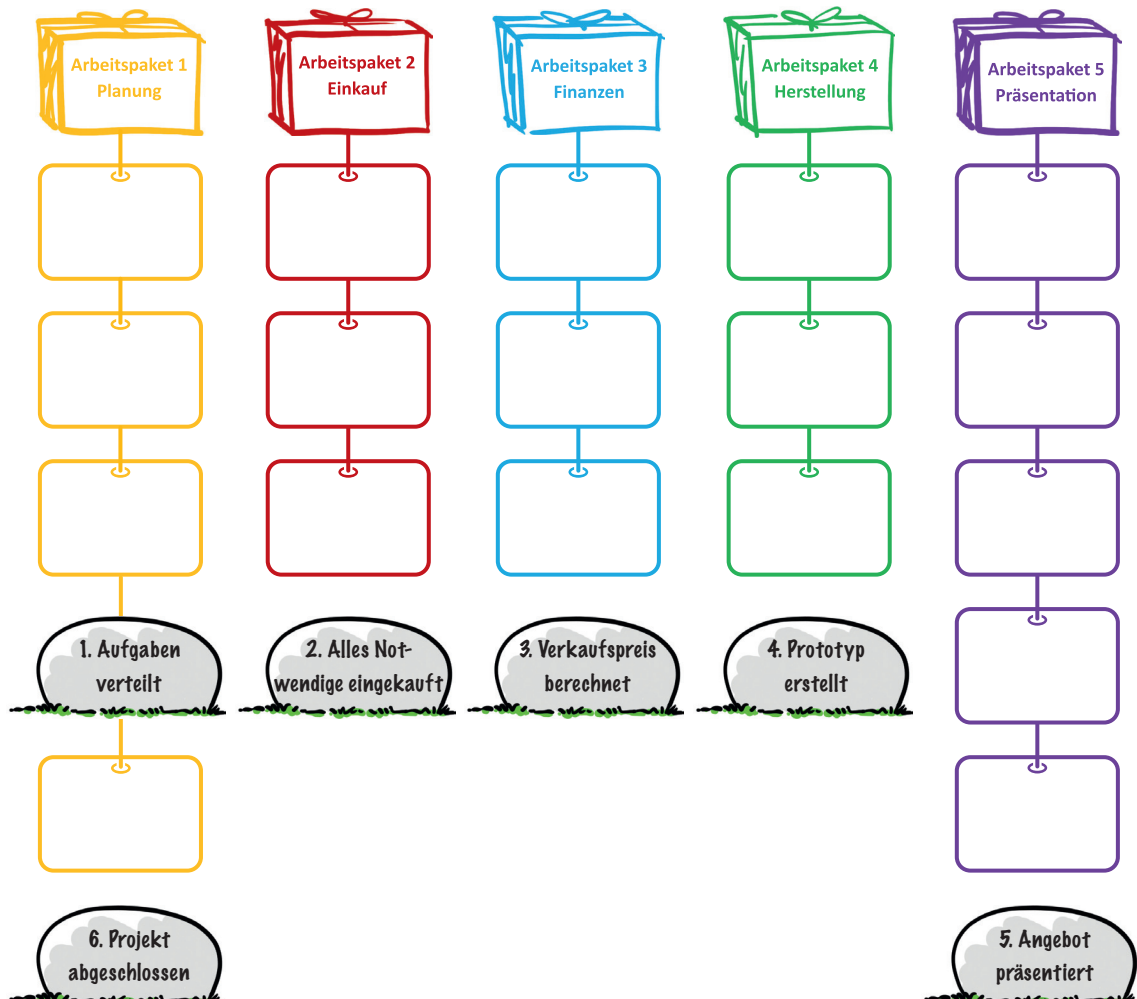 Arbeitspaket 1
Planung
Arbeitspaket 2
Einkauf
Arbeitspaket 3
Finanzen
Arbeitspaket 4
Herstellung
Arbeitspaket 5
Präsentation
1. Aufgaben
verteilt
2. Alles Not-
wendige eingekauft
3. Verkaufspreis
berechnet
4. Prototyp
erstellt
6. Projekt
abgeschlossen
5. Angebot
präsentiert